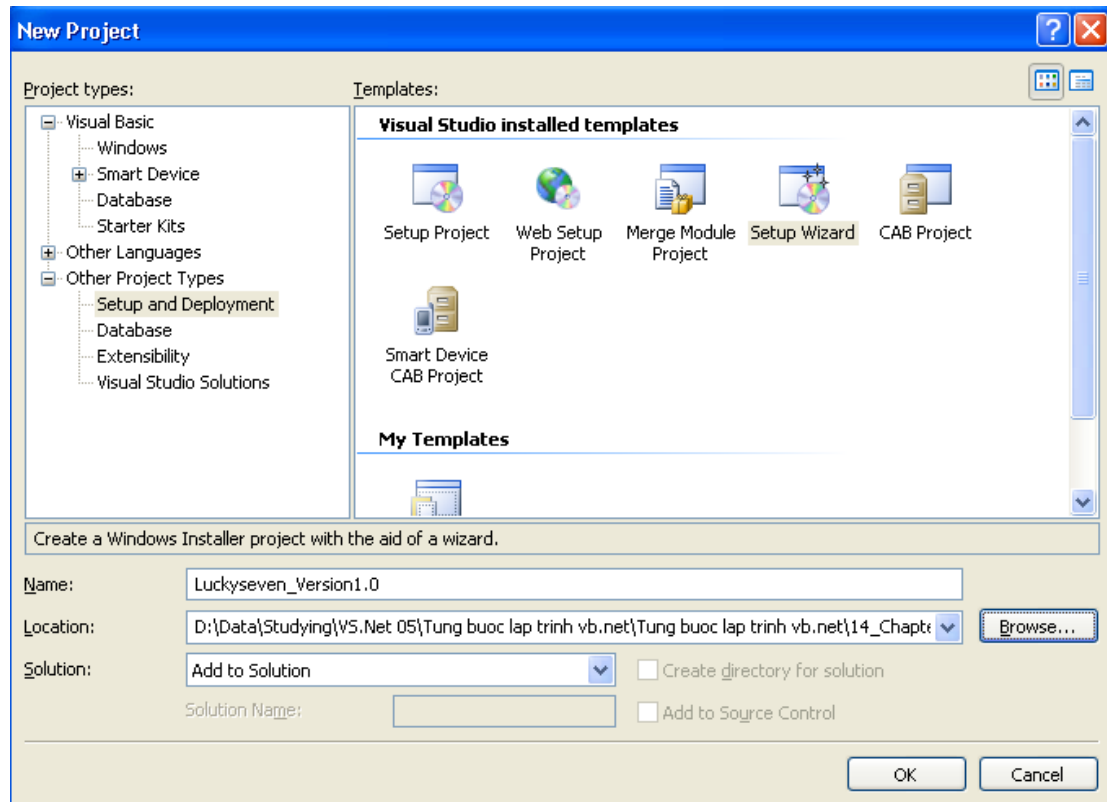 New Project
Project types:
Templates:
Visual Basic
Windows
Smart Device
Database
Starter Kits
Other Languages
Other Project Types
Setup and Deployment
Database
Extensibility
Visual Studio Solutions
Visual Studio installed templates
Setup Project
Web Setup
Project
Merge Module
Project
Setup Wizard
CAB Project
Smart Device
CAB Project
My Templates
Create a Windows Installer project with the aid of a wizard.
Name:
Luckyseven_Version1.0
Location:
D:\Data\Studying\VS.Net 05\Tung buoc lap trinh vb.net\Tung buoc lap trinh vb.net\14_Chapte
Browse...
Solution:
Add to Solution
Create directory for solution
Solution Name:
Add to Source Control
OK
Cancel